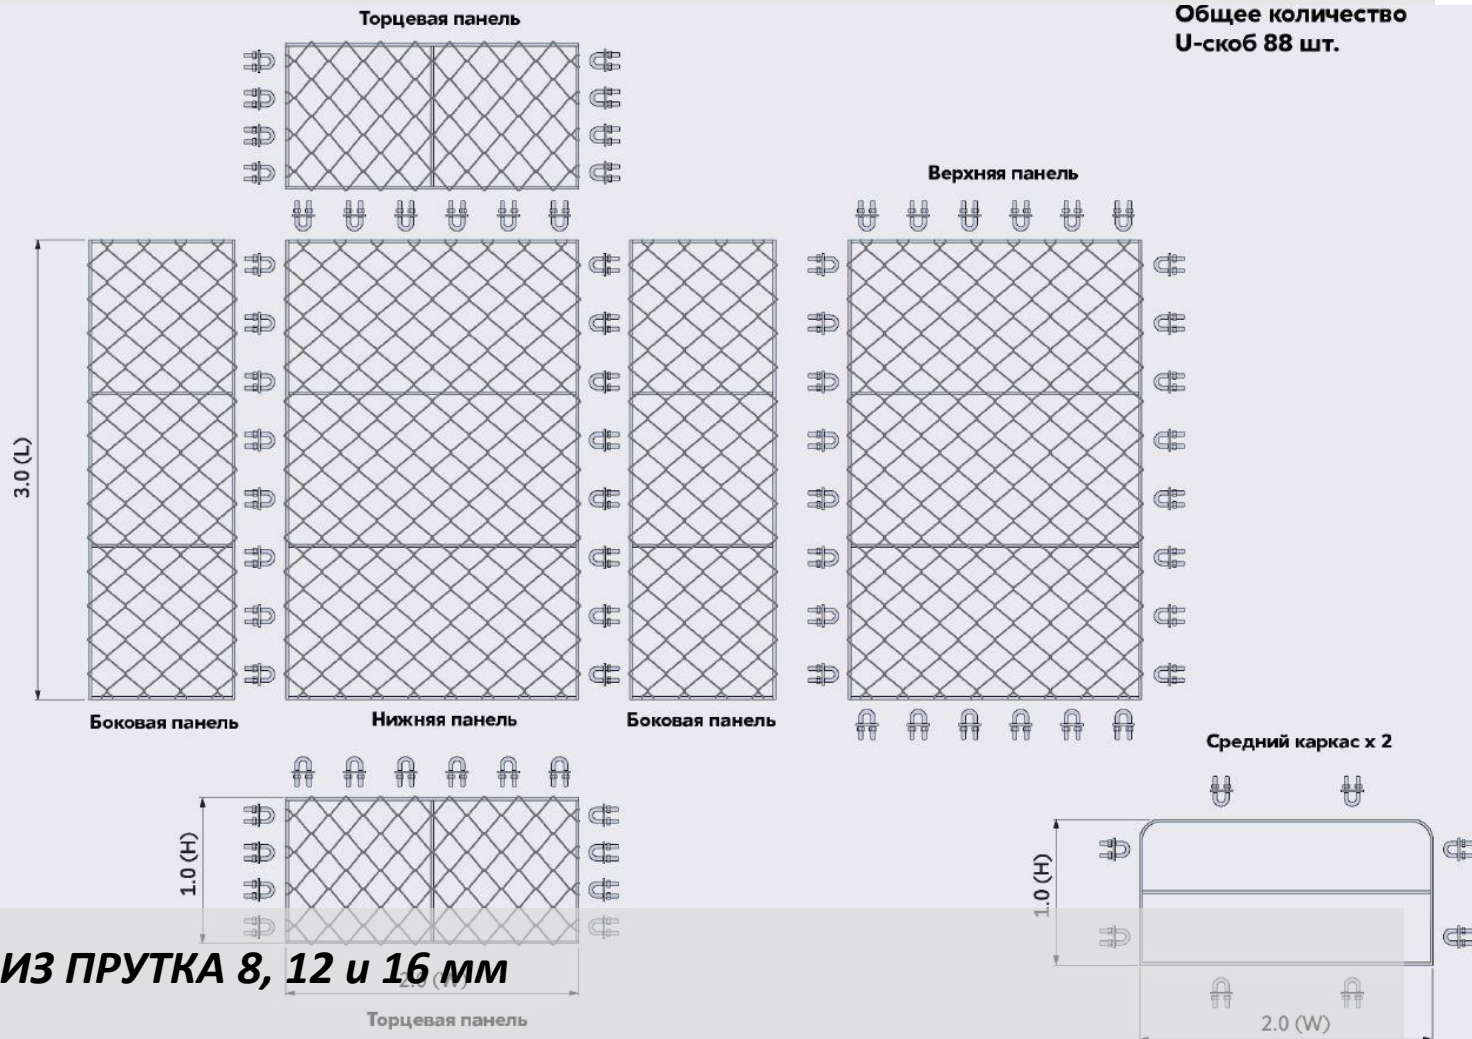 Торцевая панель
Общее количество
U-скоб 88 шт.
Верхняя панель
3.0 (L)
Боковая панель
Нижняя панель
Боковая панель
Средний каркас x 2
1.0 (H)
1.0 (H)
ИЗ ПРУТКА 8, 12 и 16 мм
2.0 (W)
Торцевая панель
2.0 (W)